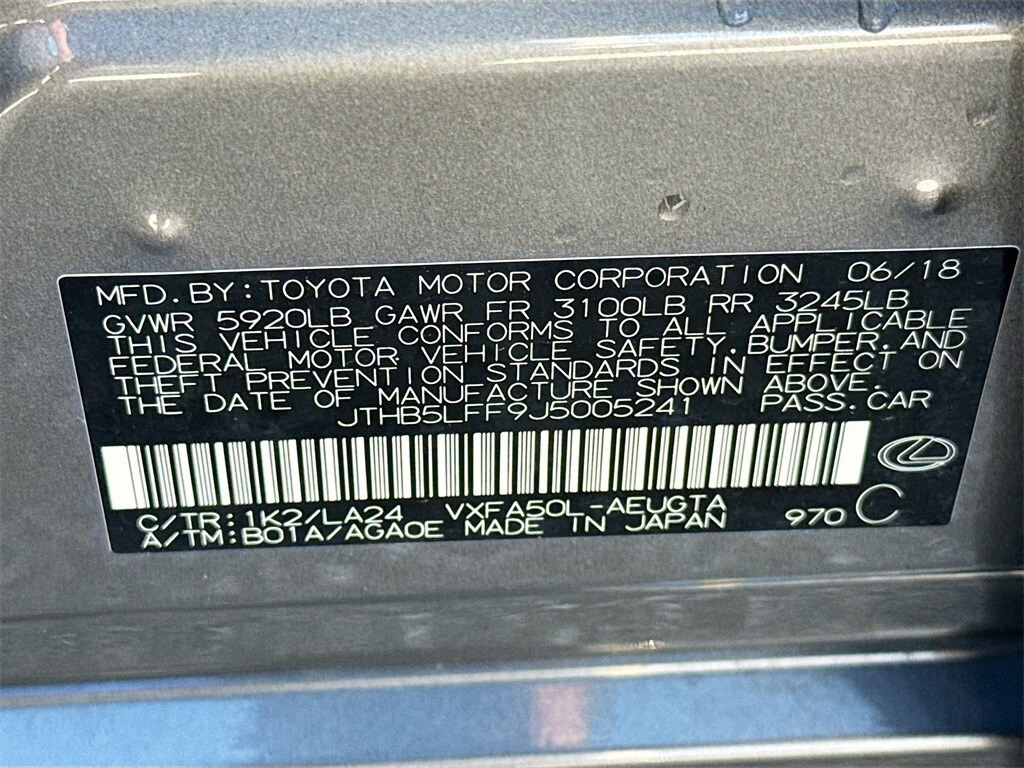 MFD. BY: TOYOTA MOTOR CORPORATION 06/18
GVWR 5920LB GAWR FR 3100LB RR 3245LB
THIS VEHICLE CONFORMS TO ALL APPLICABLE
FEDERAL MOTOR VEHICLE SAFETY, BUMPER, AND
THEFT PREVENTION STANDARDS IN EFFECT ON
THE DATE OF MANUFACTURE SHOWN ABOVE.
JTHB5LFF9J5005241 PASS. CAR
C/TR: 1K2/LA24 VXFA50L-AEUGTA 970 C
A/TM: B01A/AGA0E MADE IN JAPAN